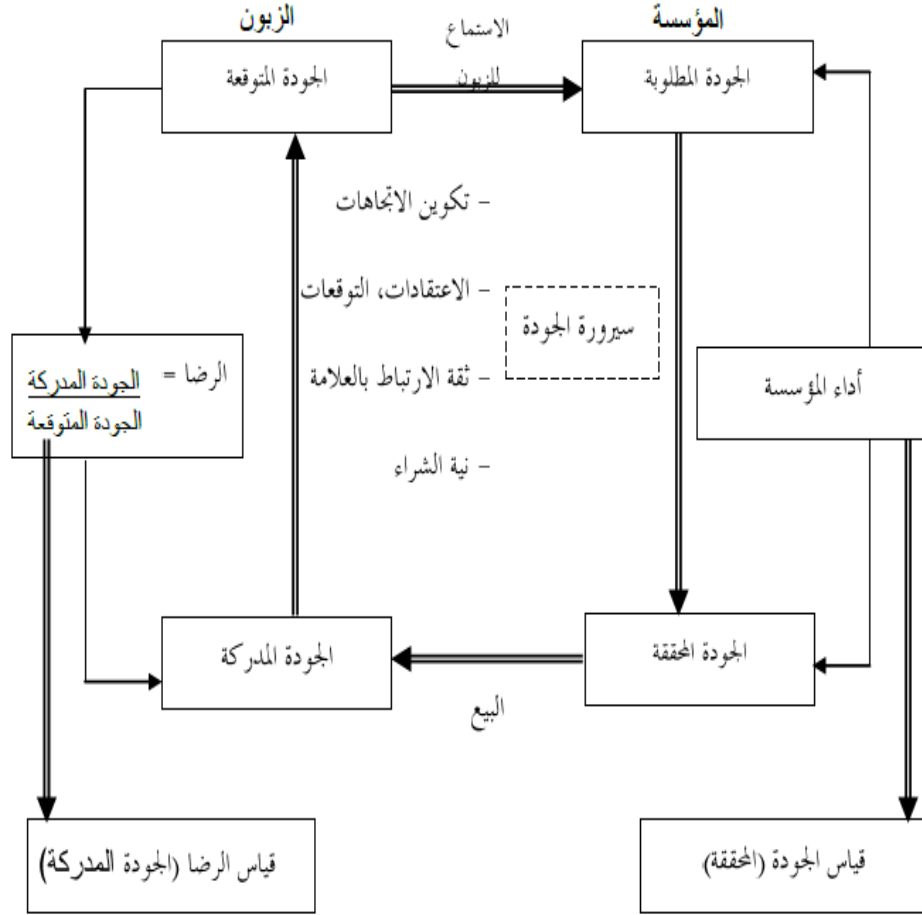 المؤسسة
الزبون
الاستماع
للزبون
الجودة المطلوبة
الجودة المتوقعة
– تكوين الاتجاهات
– الاعتقادات، التوقعات
سيرورة الجودة
– ثقة الارتباط بالعلامة
– نية الشراء
أداء المؤسسة
الرضا =
الجودة المدركة
الجودة المتوقعة
الجودة المحققة
الجودة المدركة
البيع
قياس الجودة (المحققة)
قياس الرضا (الجودة المدركة)